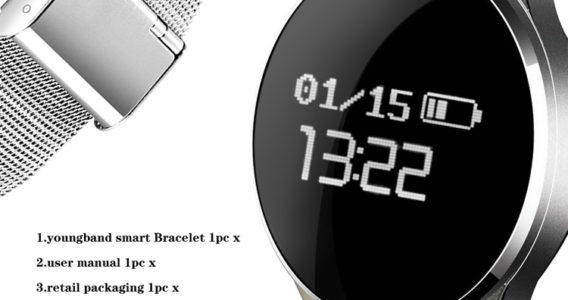 01/15
13:22
1.youngband smart Bracelet 1pc x
2.user manual 1pc x
3.retail packaging 1pc x